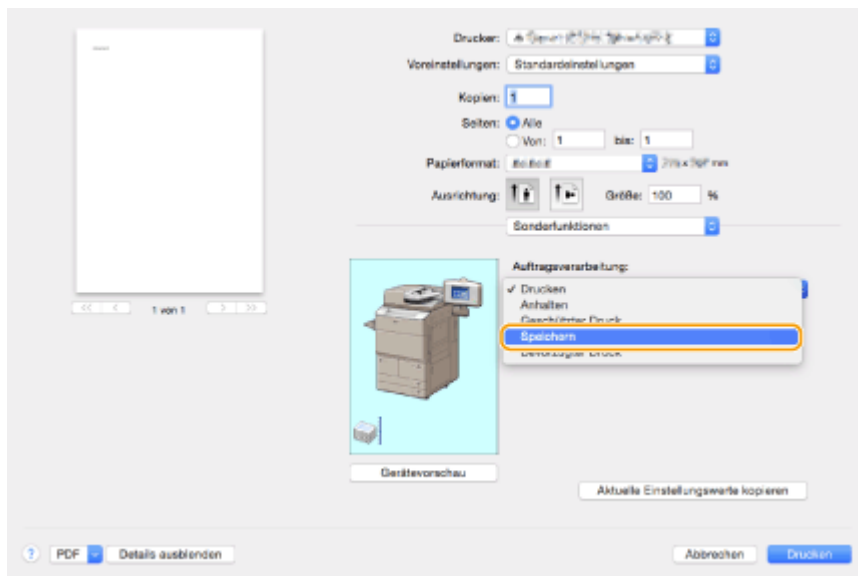 Drucker:
Voreinstellungen: Standardeinstellungen
Kopien: 1
Seiten: Alle
Von: 1 bis: 1
Papierformat: mm
Ausrichtung: Größe: 100 %
Sonderfunktionen
Auftragsverarbeitung:
✓ Drucken
Anhalten
Geschützter Druck
Speichern
Bevorzugter Druck
<< < 1 von 1 > >>
Gerätevorschau
Aktuelle Einstellungswerte kopieren
? PDF Details ausblenden Abbrechen Drucken